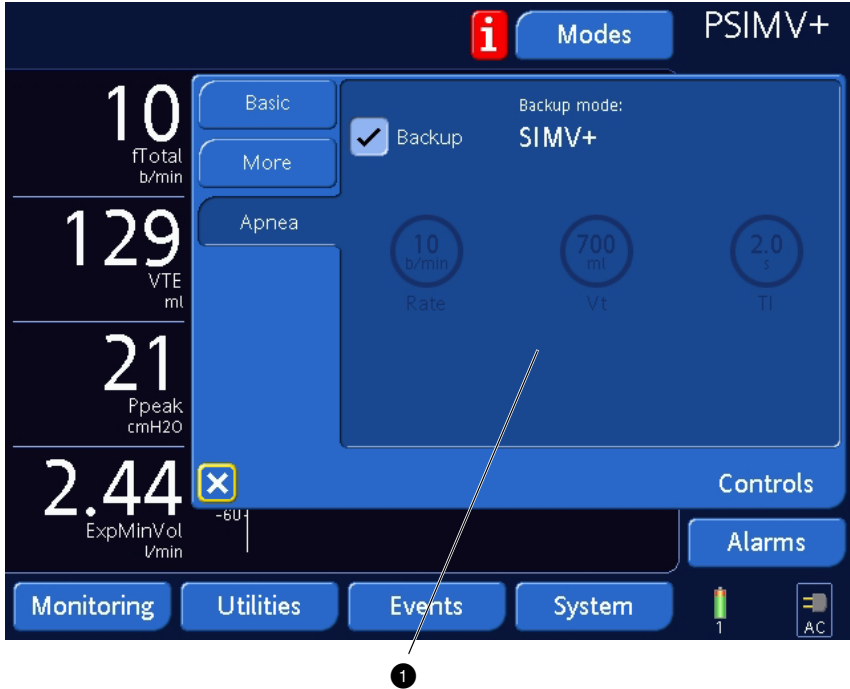 i
Modes
PSIMV+
10
fTotal
b/min
129
VTE
ml
21
Ppeak
cmH2O
2.44
ExpMinVol
l/min
Basic
More
Apnea
Backup
Backup mode:
SIMV+
10
b/min
Rate
700
ml
Vt
2.0
s
TI
Controls
-60
Alarms
Monitoring
Utilities
Events
System
1
AC
1